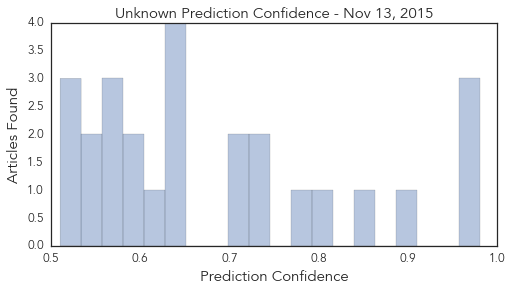 Unknown Prediction Confidence - Nov 13, 2015
4.0
3.5
3.0
2.5
2.0
1.5
1.0
0.5
0.0
Articles Found
0.5 0.6 0.7 0.8 0.9 1.0
Prediction Confidence